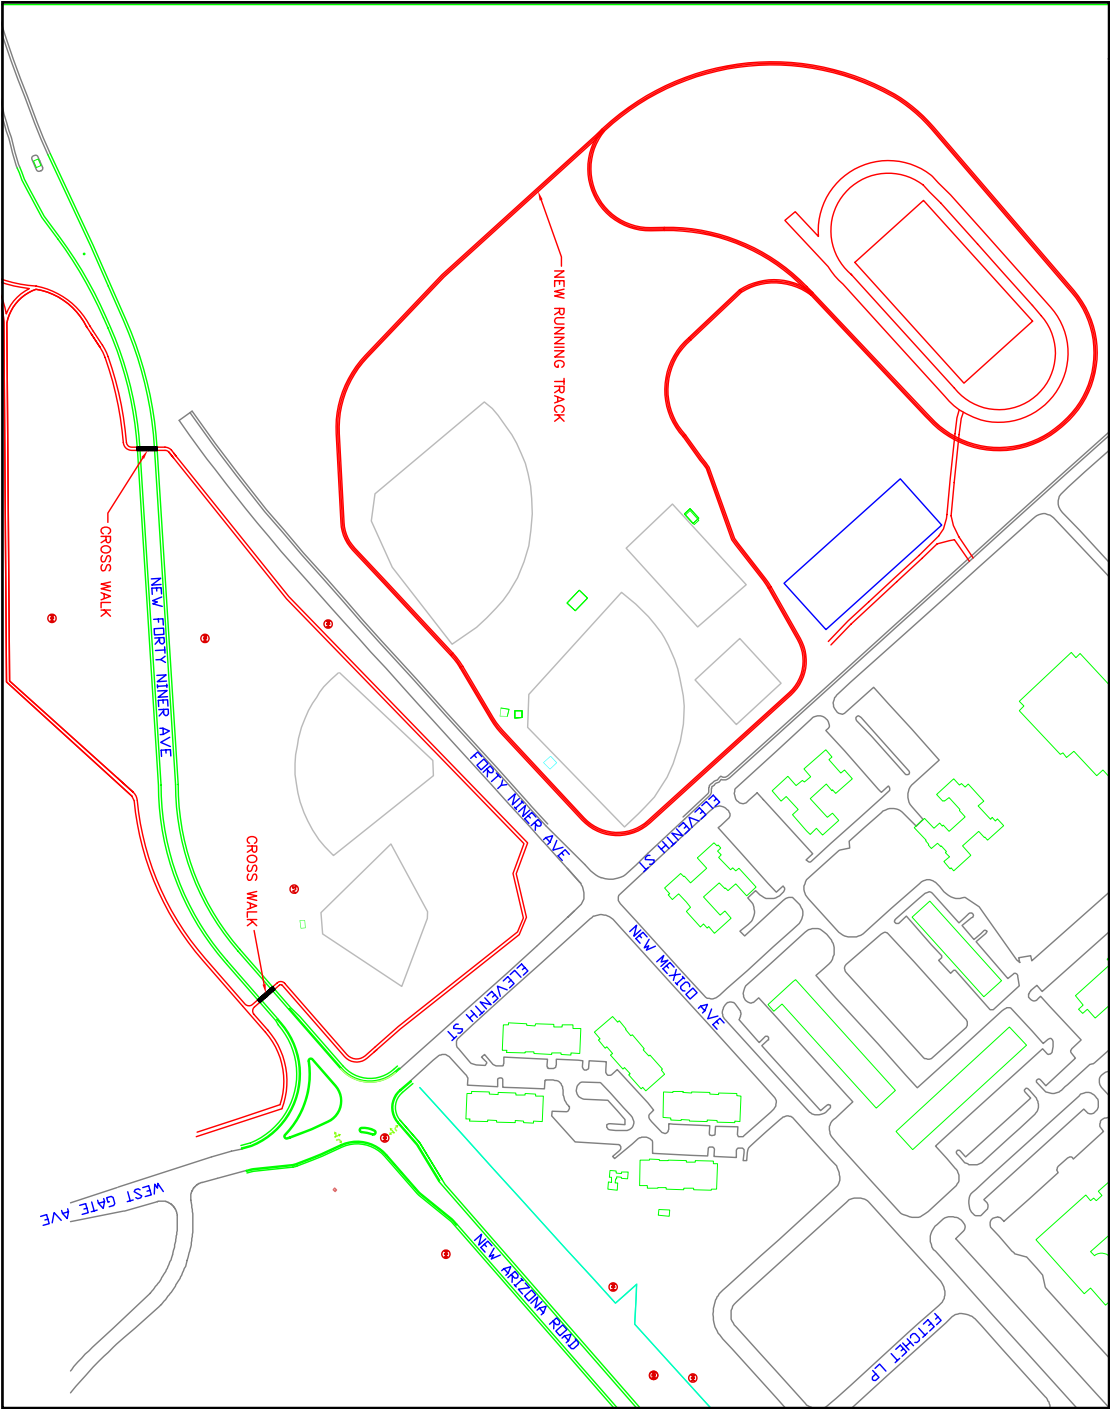 NEW RUNNING TRACK
CROSS WALK
NEW FORTY NINER AVE
FORTY NINER AVE
ELEVENTH ST
CROSS WALK
NEW MEXICO AVE
ELEVENTH ST
WEST GATE AVE
NEW ARIZONA ROAD
FETCHET LP